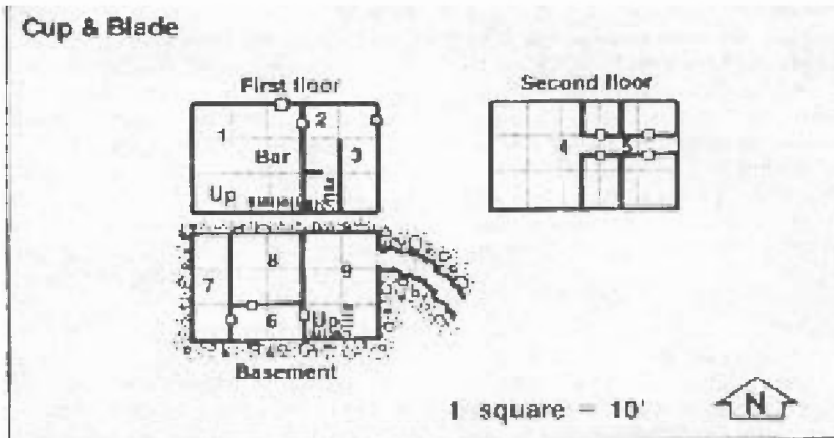 Cup & Blade
First floor
Second floor
1
2
3
Bar
Up
4
5
7
8
9
6
Up
Basement
1 square = 10'
N